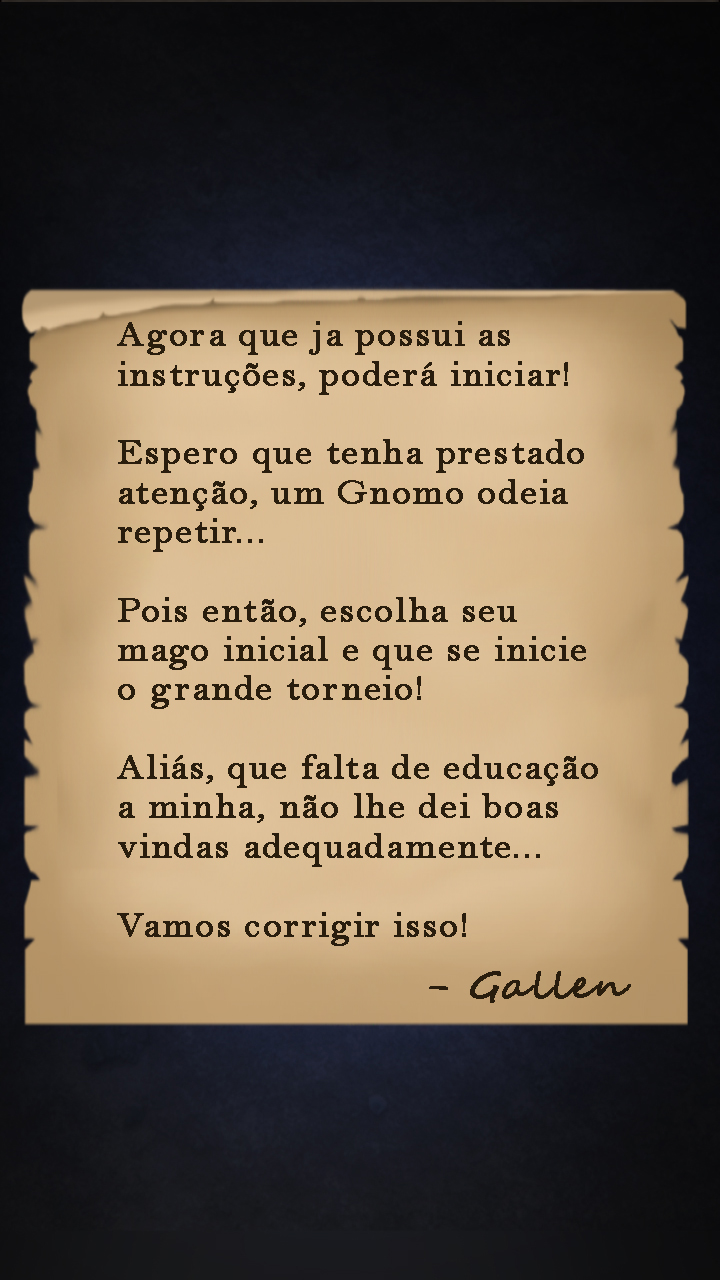 Agora que ja possui as
instruções, poderá iniciar!
Espero que tenha prestado
atenção, um Gnomo odeia
repetir...
Pois então, escolha seu
mago inicial e que se inicie
o grande torneio!
Aliás, que falta de educação
a minha, não lhe dei boas
vindas adequadamente...
Vamos corrigir isso!
- Gallen